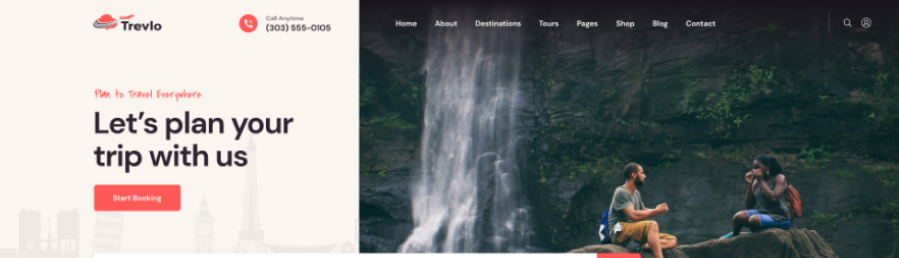 Trevlo
Call Anytime
(303) 555-0105
Home About Destinations Tours Pages Shop Blog Contact
Plan to Travel Everywhere
Let's plan your
trip with us
Start Booking